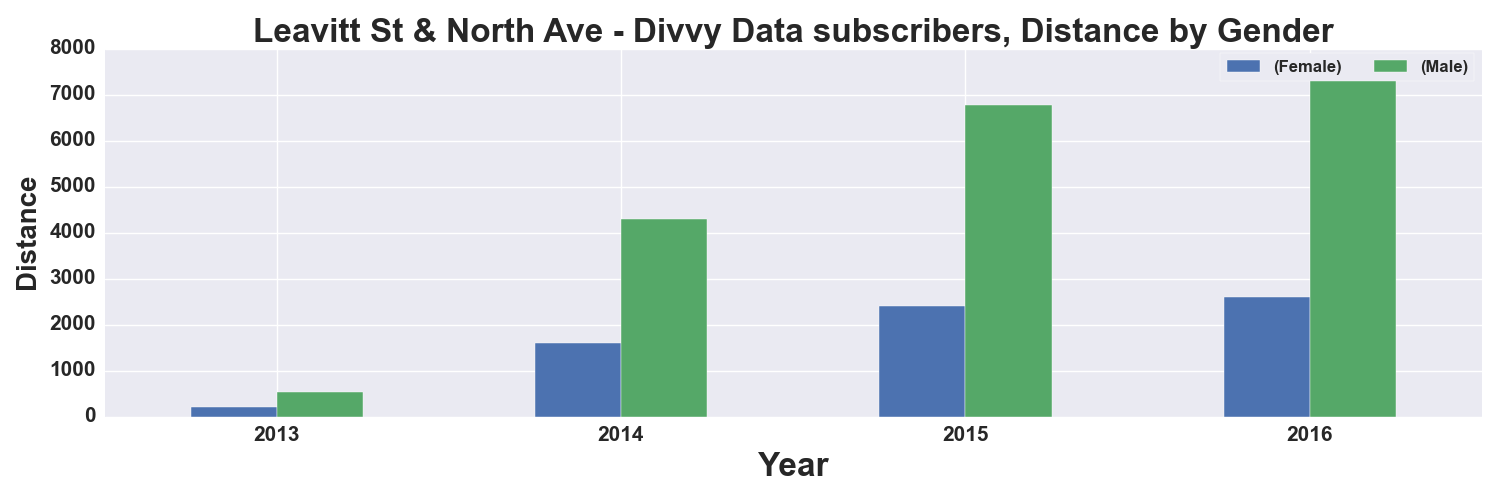 Leavitt St & North Ave - Divvy Data subscribers, Distance by Gender
8000
7000
6000
5000
4000
3000
2000
1000
0
Distance
(Female) (Male)
2013 2014 2015 2016
Year